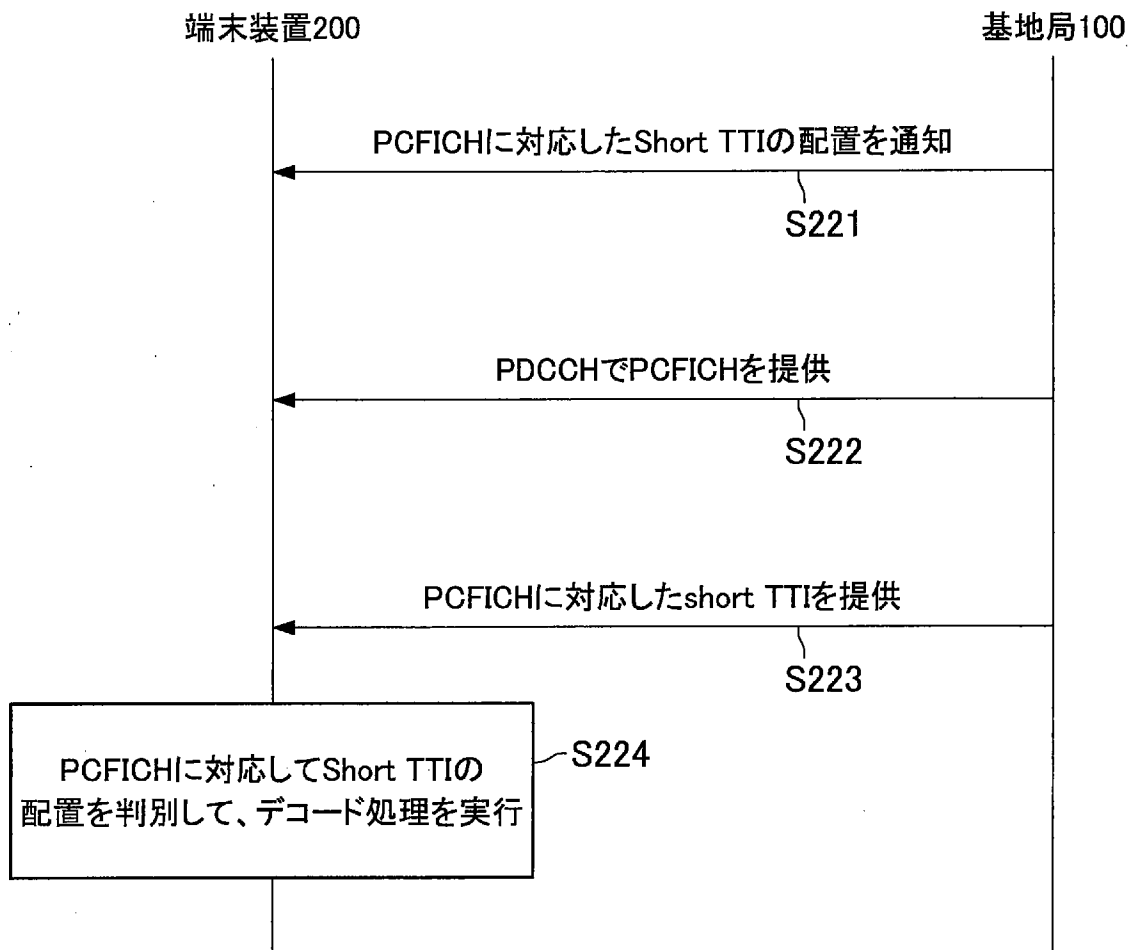 端末装置200
基地局100
PCFICHに対応したShort TTIの配置を通知
S221
PDCCHでPCFICHを提供
S222
PCFICHに対応したshort TTIを提供
S223
PCFICHに対応してShort TTIの
配置を判別して、デコード処理を実行
S224